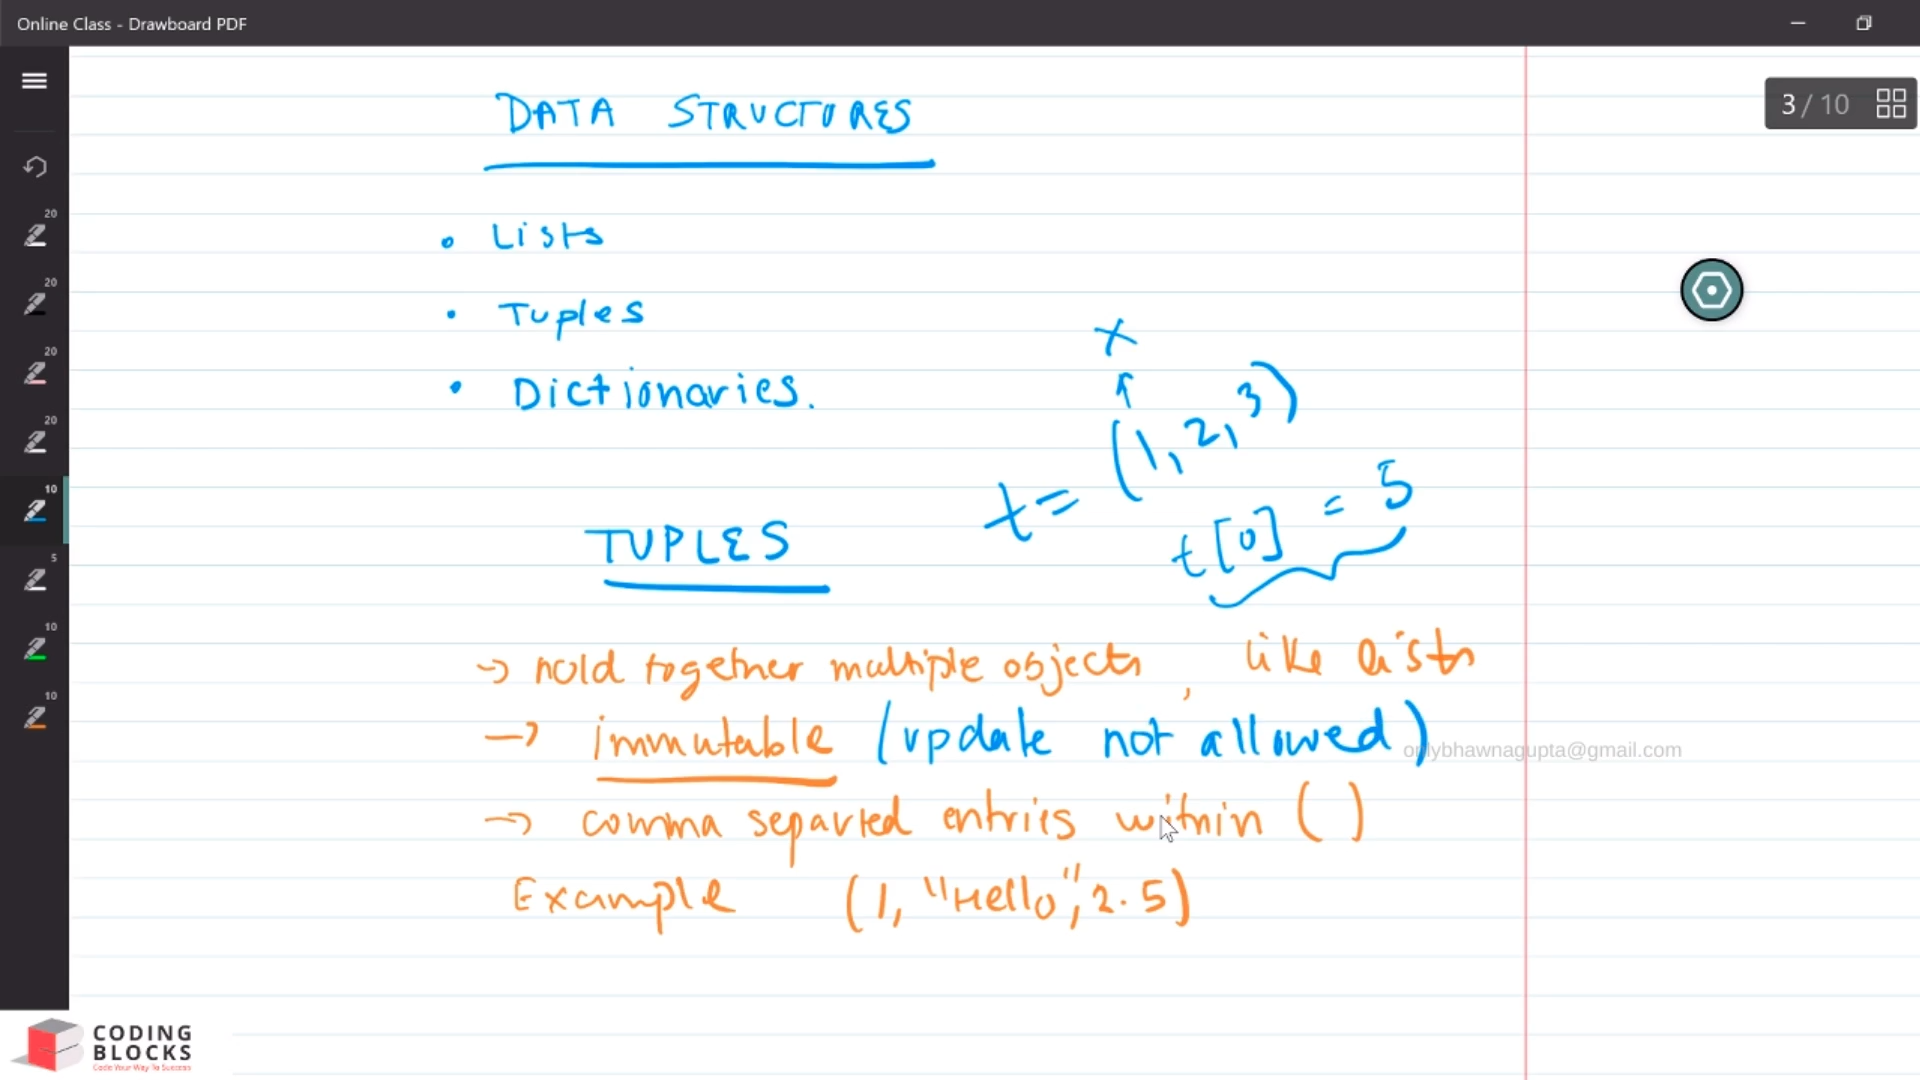 Online Class - Drawboard PDF
3 / 10
DATA STRUCTURES
• Lists
• Tuples
• Dictionaries.
x
↑
t = (1, 2, 3)
t[0] = 5
TUPLES
→ hold together multiple objects, like lists
→ immutable (update not allowed)
onlybhawnagupta@gmail.com
→ comma separted entries within ( )
Example (1, "Hello", 2.5)
20
20
20
20
10
5
10
10
CODING
BLOCKS
Code Your Way To Success